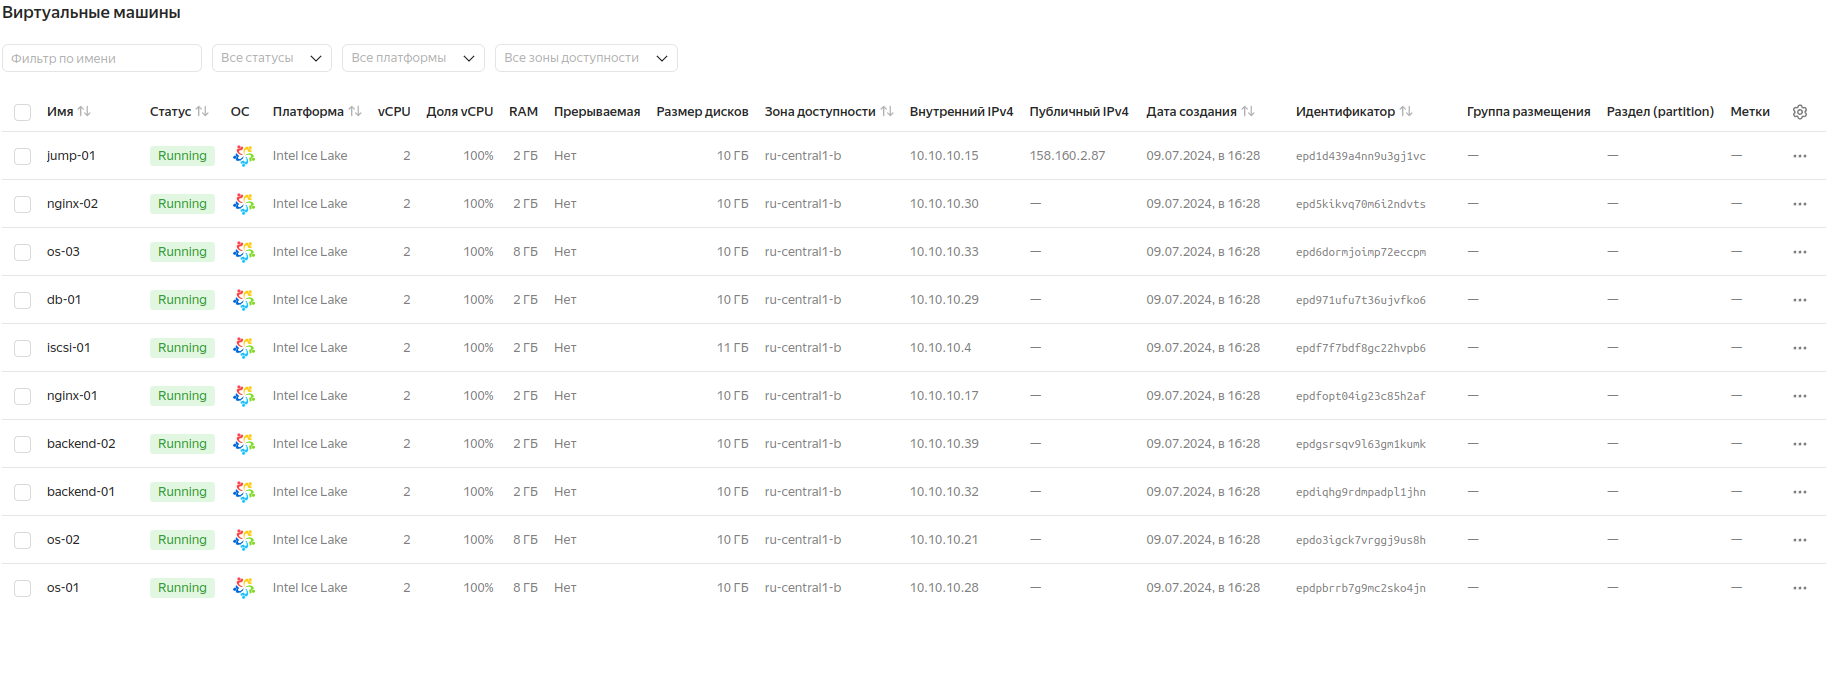 Виртуальные машины
Фильтр по имени Все статусы Все платформы Все зоны доступности
Имя Статус ОС Платформа vCPU Доля vCPU RAM Прерываемая Размер дисков Зона доступности Внутренний IPv4 Публичный IPv4 Дата создания Идентификатор Группа размещения Раздел (partition) Метки
jump-01 Running Intel Ice Lake 2 100% 2 ГБ Нет 10 ГБ ru-central1-b 10.10.10.15 158.160.2.87 09.07.2024, в 16:28 epd1d439a4nn9u3gj1vc — — —
nginx-02 Running Intel Ice Lake 2 100% 2 ГБ Нет 10 ГБ ru-central1-b 10.10.10.30 — 09.07.2024, в 16:28 epd5kikvq70m6i2ndvts — — —
os-03 Running Intel Ice Lake 2 100% 8 ГБ Нет 10 ГБ ru-central1-b 10.10.10.33 — 09.07.2024, в 16:28 epd6dormjoimp72eccpm — — —
db-01 Running Intel Ice Lake 2 100% 2 ГБ Нет 10 ГБ ru-central1-b 10.10.10.29 — 09.07.2024, в 16:28 epd971ufu7t36ujvfko6 — — —
iscsi-01 Running Intel Ice Lake 2 100% 2 ГБ Нет 11 ГБ ru-central1-b 10.10.10.4 — 09.07.2024, в 16:28 epdf7f7bdf8gc22hvpb6 — — —
nginx-01 Running Intel Ice Lake 2 100% 2 ГБ Нет 10 ГБ ru-central1-b 10.10.10.17 — 09.07.2024, в 16:28 epdfopt04ig23c85h2af — — —
backend-02 Running Intel Ice Lake 2 100% 2 ГБ Нет 10 ГБ ru-central1-b 10.10.10.39 — 09.07.2024, в 16:28 epdgsrsqv9l63gm1kumk — — —
backend-01 Running Intel Ice Lake 2 100% 2 ГБ Нет 10 ГБ ru-central1-b 10.10.10.32 — 09.07.2024, в 16:28 epdiqhg9rdmpadpl1jhn — — —
os-02 Running Intel Ice Lake 2 100% 8 ГБ Нет 10 ГБ ru-central1-b 10.10.10.21 — 09.07.2024, в 16:28 epdo3igck7vrggj9us8h — — —
os-01 Running Intel Ice Lake 2 100% 8 ГБ Нет 10 ГБ ru-central1-b 10.10.10.28 — 09.07.2024, в 16:28 epdpbrrb7g9mc2sko4jn — — —